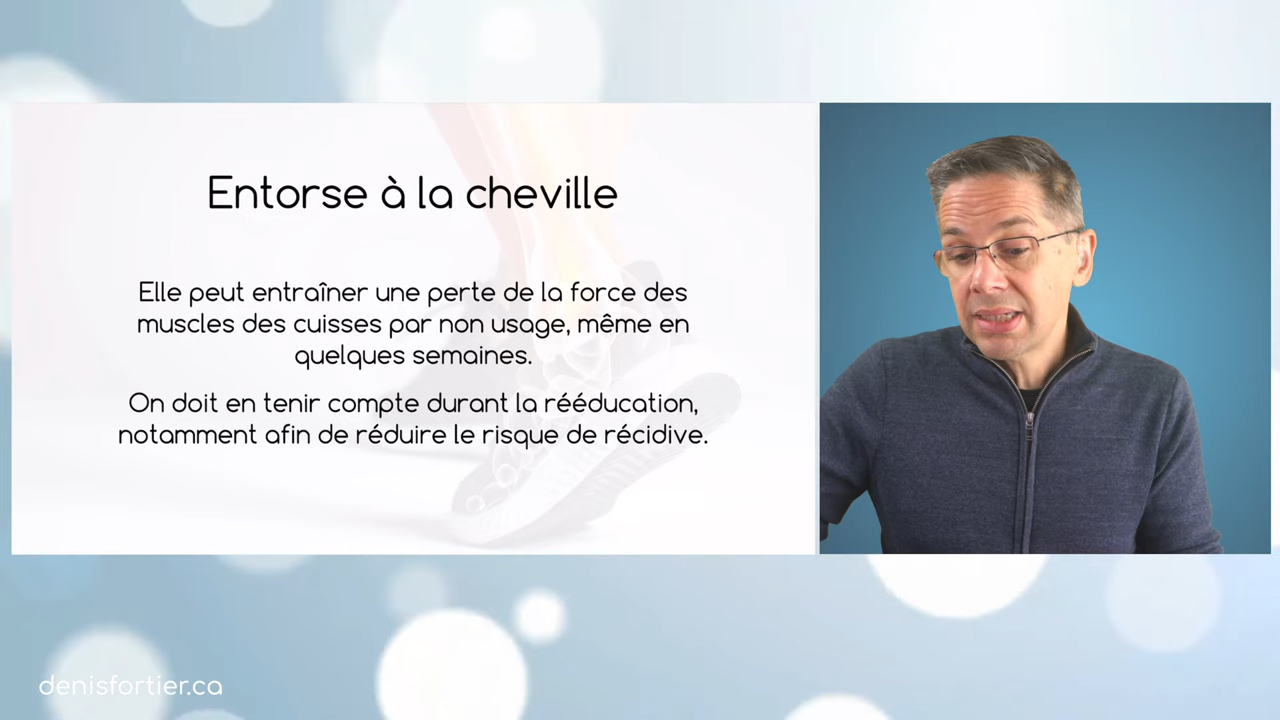 Entorse à la cheville
Elle peut entraîner une perte de la force des
muscles des cuisses par non usage, même en
quelques semaines.
On doit en tenir compte durant la rééducation,
notamment afin de réduire le risque de récidive.
denisfortier.ca